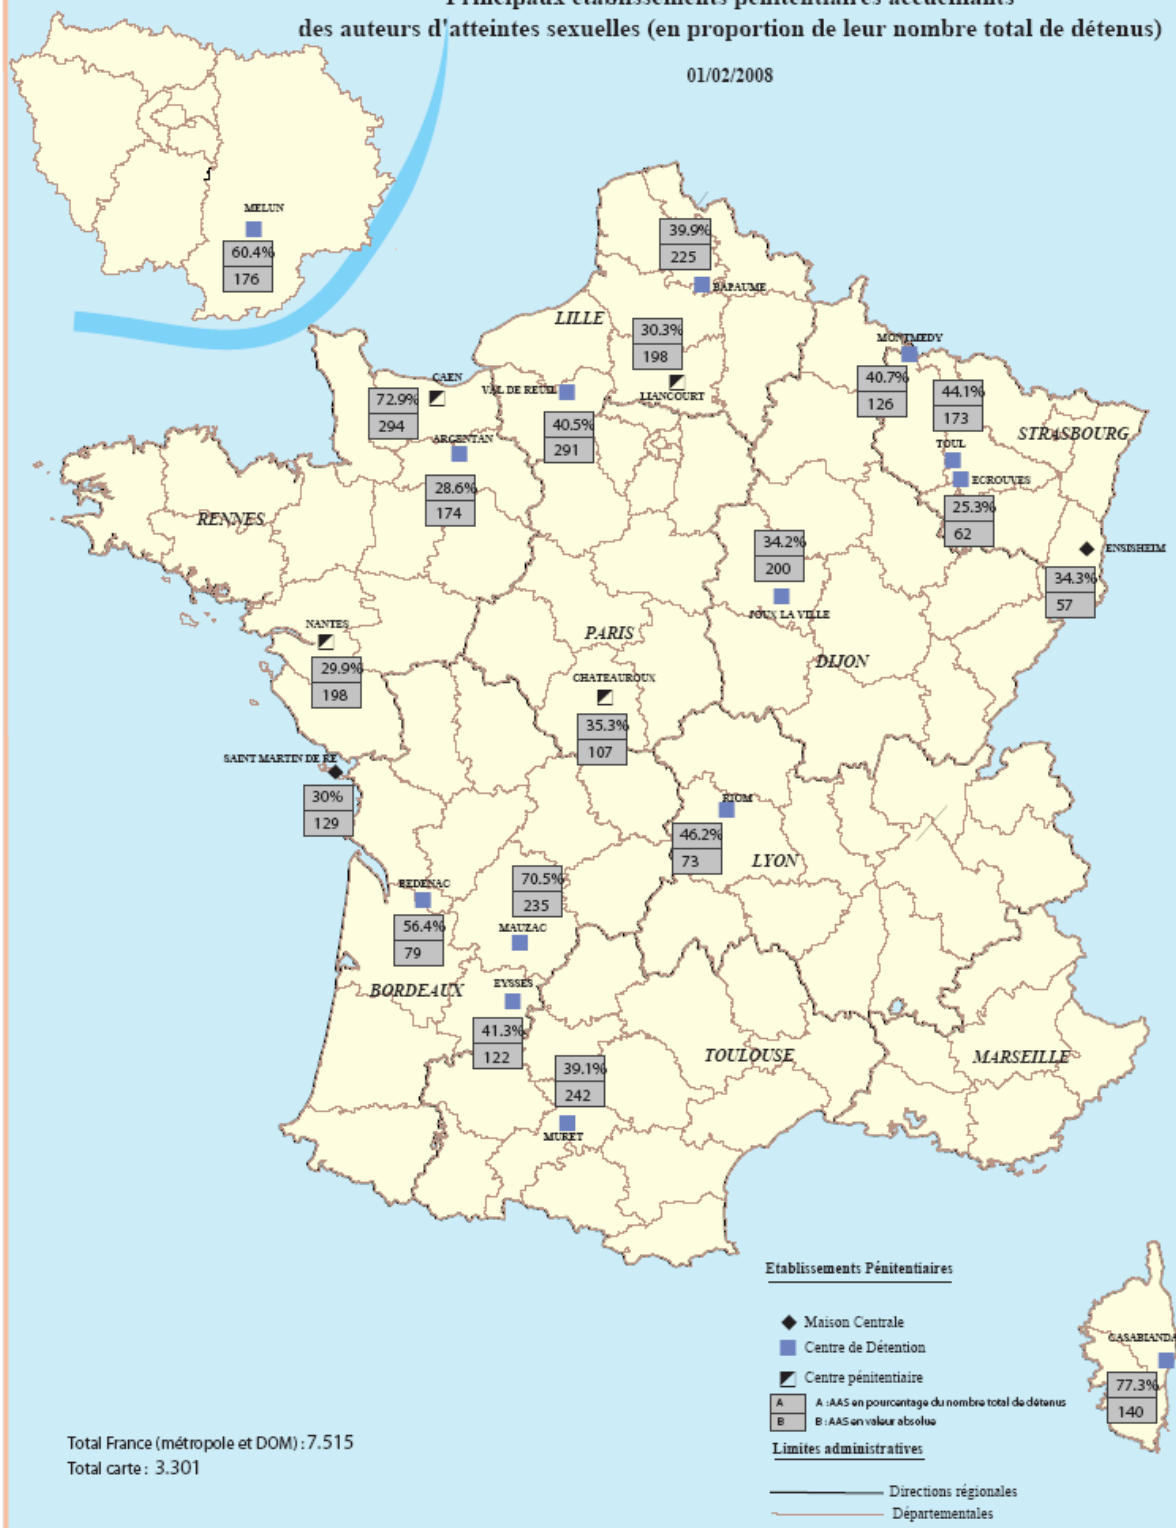 Principaux établissements pénitentiaires accueillants
des auteurs d'atteintes sexuelles (en proportion de leur nombre total de détenus)
01/02/2008
MELUN
60.4%
176
39.9%
225
BAPAUME
LILLE
30.3%
198
LIANCOURT
MONTMEDY
40.7%
126
44.1%
173
TOUL
STRASBOURG
ECROUVES
25.3%
62
ENSISHEIM
34.3%
57
CAEN
72.9%
294
VAL DE REUIL
40.5%
291
ARGENTAN
28.6%
174
RENNES
34.2%
200
JOUX LA VILLE
NANTES
29.9%
198
PARIS
DIJON
CHATEAUROUX
35.3%
107
SAINT MARTIN DE RE
30%
129
RIOM
46.2%
73
LYON
BEDENAC
56.4%
79
70.5%
235
MAUZAC
BORDEAUX
EYSSES
41.3%
122
TOULOUSE
MARSEILLE
39.1%
242
MURET
CASABIANDA
77.3%
140
Etablissements Pénitentiaires
Maison Centrale
Centre de Détention
Centre pénitentiaire
A A :AAS en pourcentage du nombre total de détenus
B B : AAS en valeur absolue
Limites administratives
Directions régionales
Départementales
Total France (métropole et DOM) : 7.515
Total carte : 3.301